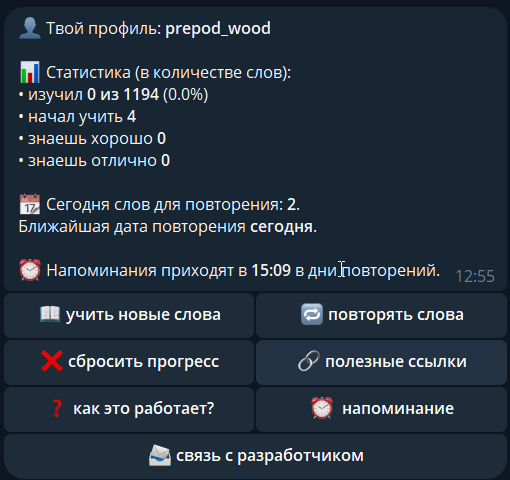 Твой профиль: prepod_wood
Статистика (в количестве слов):
• изучил 0 из 1194 (0.0%)
• начал учить 4
• знаешь хорошо 0
• знаешь отлично 0
Сегодня слов для повторения: 2.
Ближайшая дата повторения сегодня.
Напоминания приходят в 15:09 в дни повторений.
12:55
учить новые слова
повторять слова
сбросить прогресс
полезные ссылки
как это работает?
напоминание
связь с разработчиком